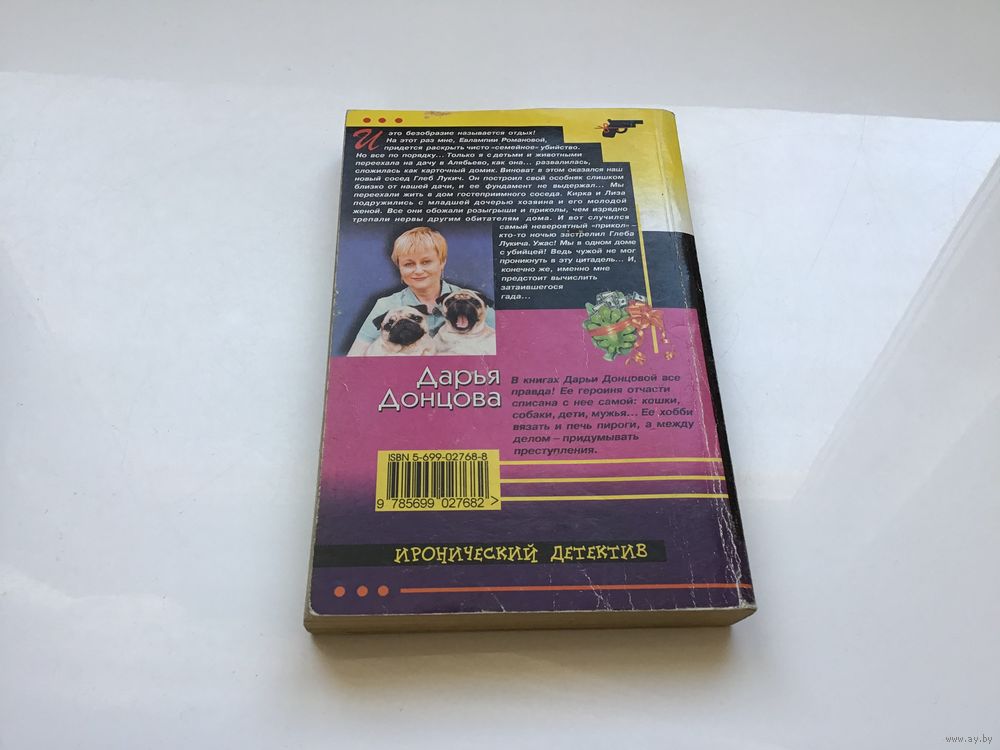 И это безобразие называется отдых!
На этот раз мне, Евлампии Романовой,
придется раскрыть чисто «семейное» убийство.
Но все по порядку... Только я с детьми и животными
переехала на дачу в Алябьево, как она... развалилась,
сложилась как карточный домик. Виноват в этом оказался наш
новый сосед Глеб Лукич. Он построил свой особняк слишком
близко от нашей дачи, и ее фундамент не выдержал... Мы
переехали жить в дом гостеприимного соседа. Кирка и Лиза
подружились с младшей дочерью хозяина и его молодой
женой. Все они обожали розыгрыши и приколы, чем изрядно
трепали нервы другим обитателям дома. И вот случился
самый невероятный «прикол» –
кто-то ночью застрелил Глеба
Лукича. Ужас! Мы в одном доме
с убийцей! Ведь чужой не мог
проникнуть в эту цитадель... И,
конечно же, именно мне
предстоит вычислить
затаившегося
гада...
Дарья
Донцова
В книгах Дарьи Донцовой все
правда! Ее героиня отчасти
списана с нее самой: кошки,
собаки, дети, мужья... Ее хобби
вязать и печь пироги, а между
делом – придумывать
преступления.
ISBN 5-699-02768-8
9 785699 027682 >
ИРОНИЧЕСКИЙ ДЕТЕКТИВ
www.ay.by